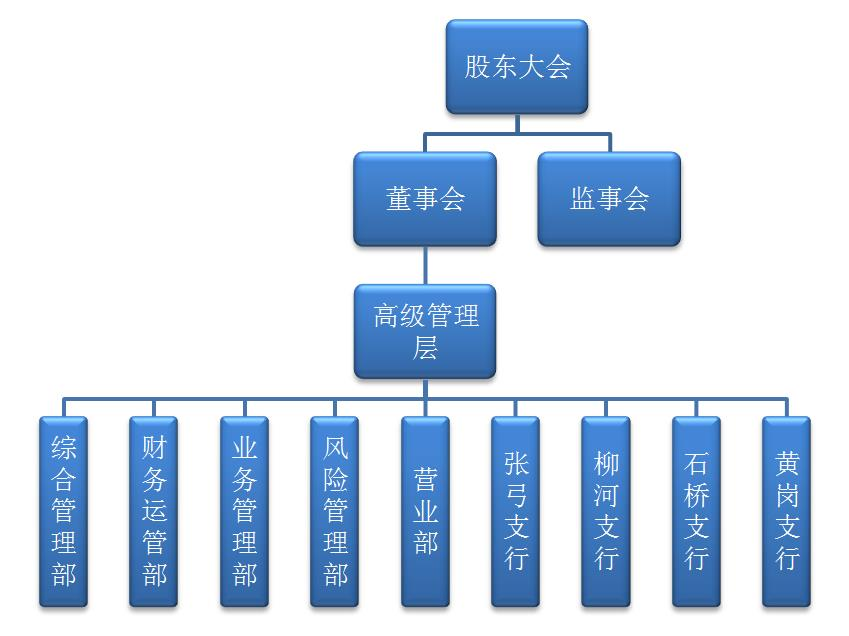 股东大会
董事会
监事会
高级管理
层
综合管理部
财务运管部
业务管理部
风险管理部
营业部
张弓支行
柳河支行
石桥支行
黄岗支行